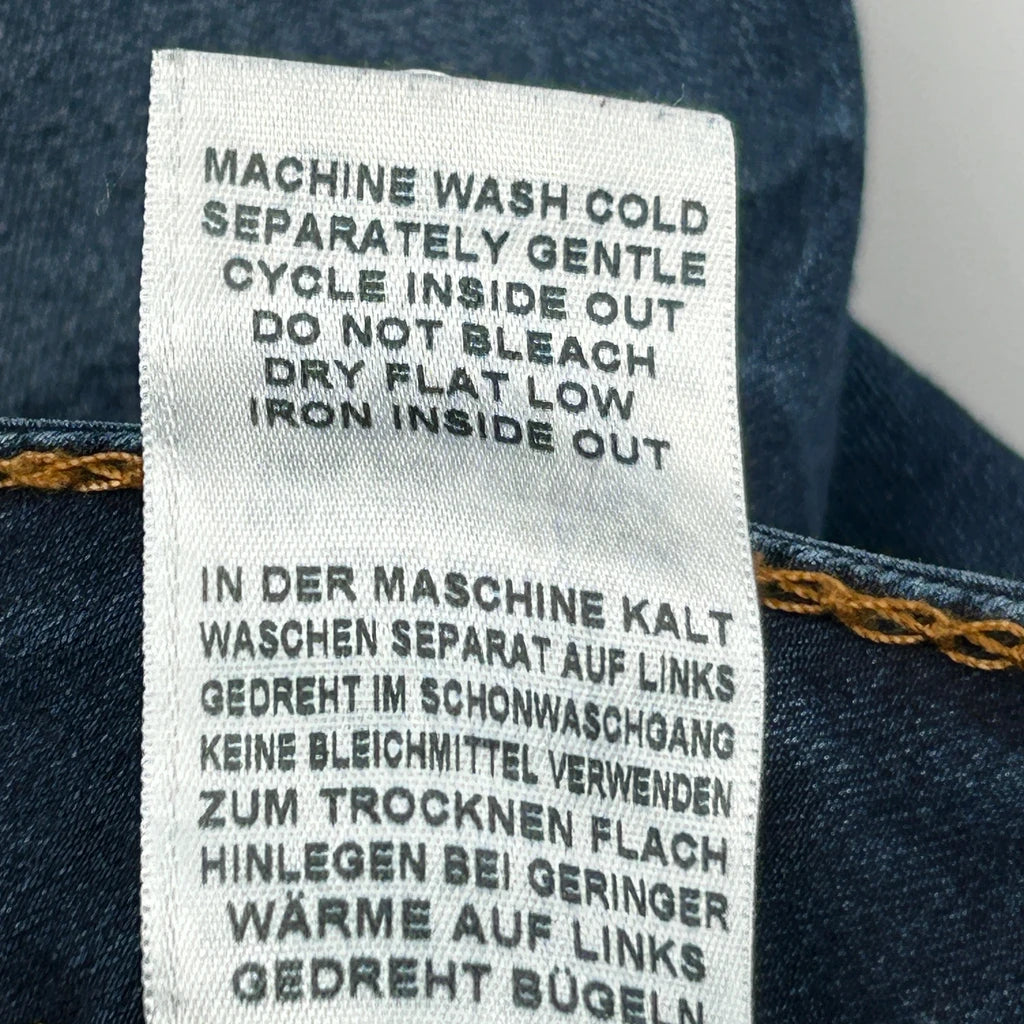 MACHINE WASH COLD
SEPARATELY GENTLE
CYCLE INSIDE OUT
DO NOT BLEACH
DRY FLAT LOW
IRON INSIDE OUT
IN DER MASCHINE KALT
WASCHEN SEPARAT AUF LINKS
GEDREHT IM SCHONWASCHGANG
KEINE BLEICHMITTEL VERWENDEN
ZUM TROCKNEN FLACH
HINLEGEN BEI GERINGER
WÄRME AUF LINKS
GEDREHT BÜGELN